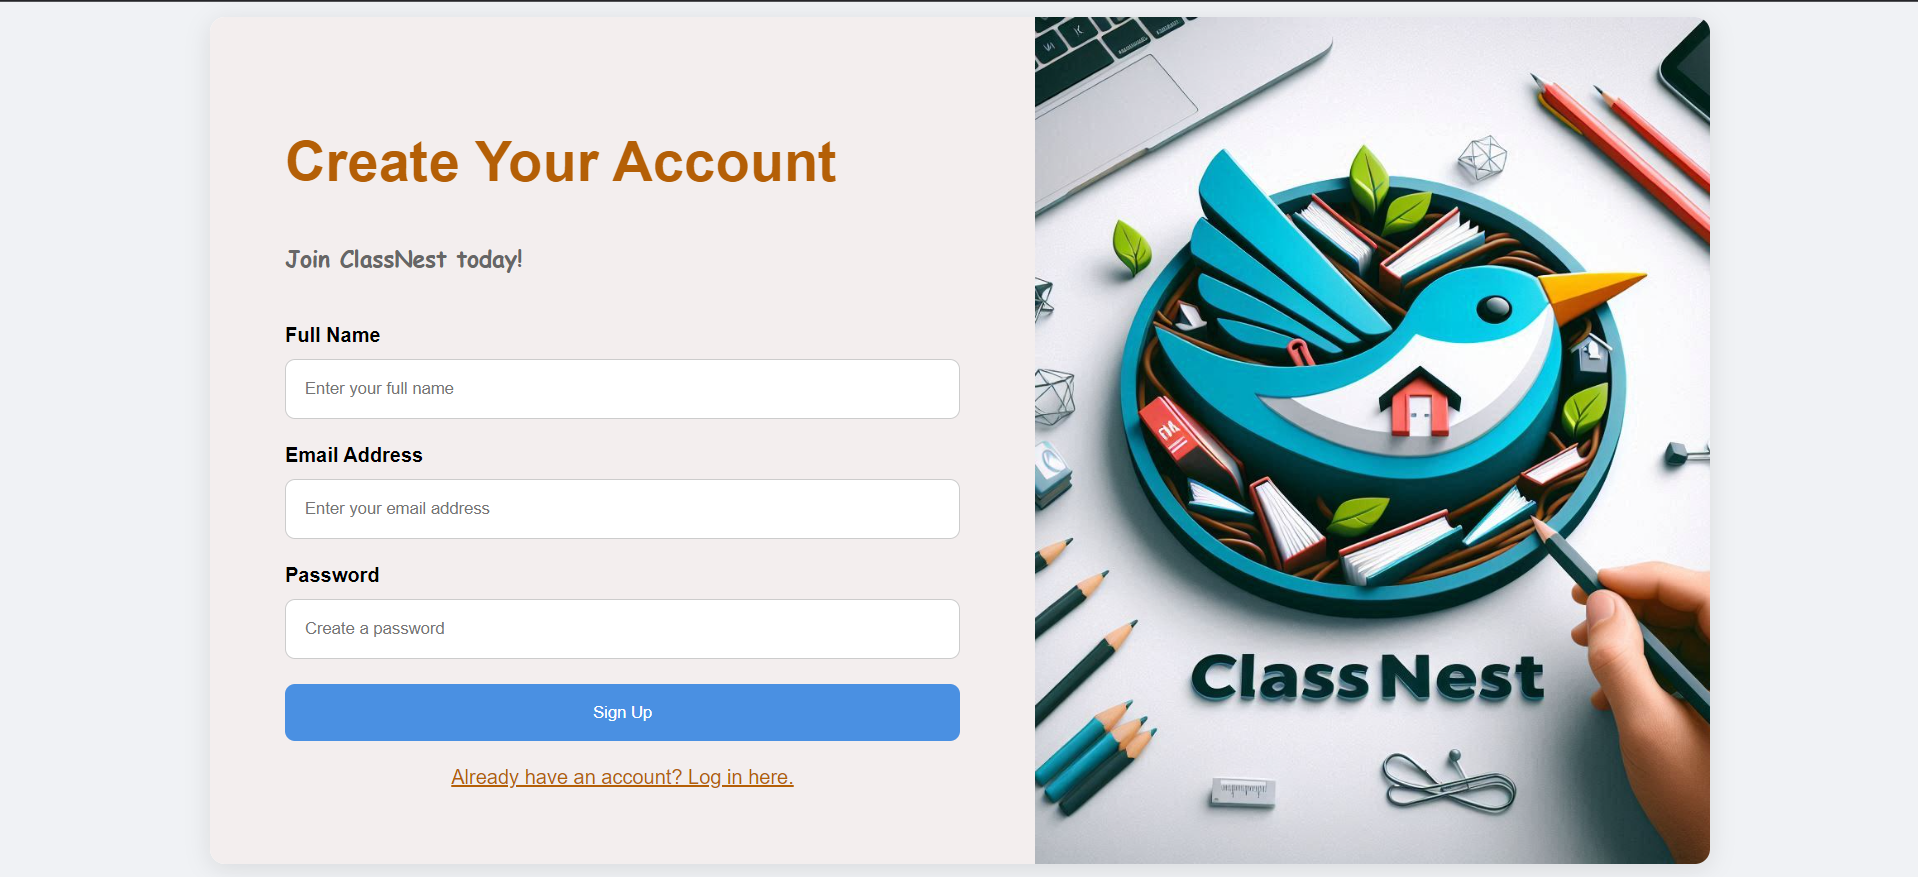 Create Your Account
Join ClassNest today!
Full Name
Enter your full name
Email Address
Enter your email address
Password
Create a password
Sign Up
Already have an account? Log in here.
ClassNest